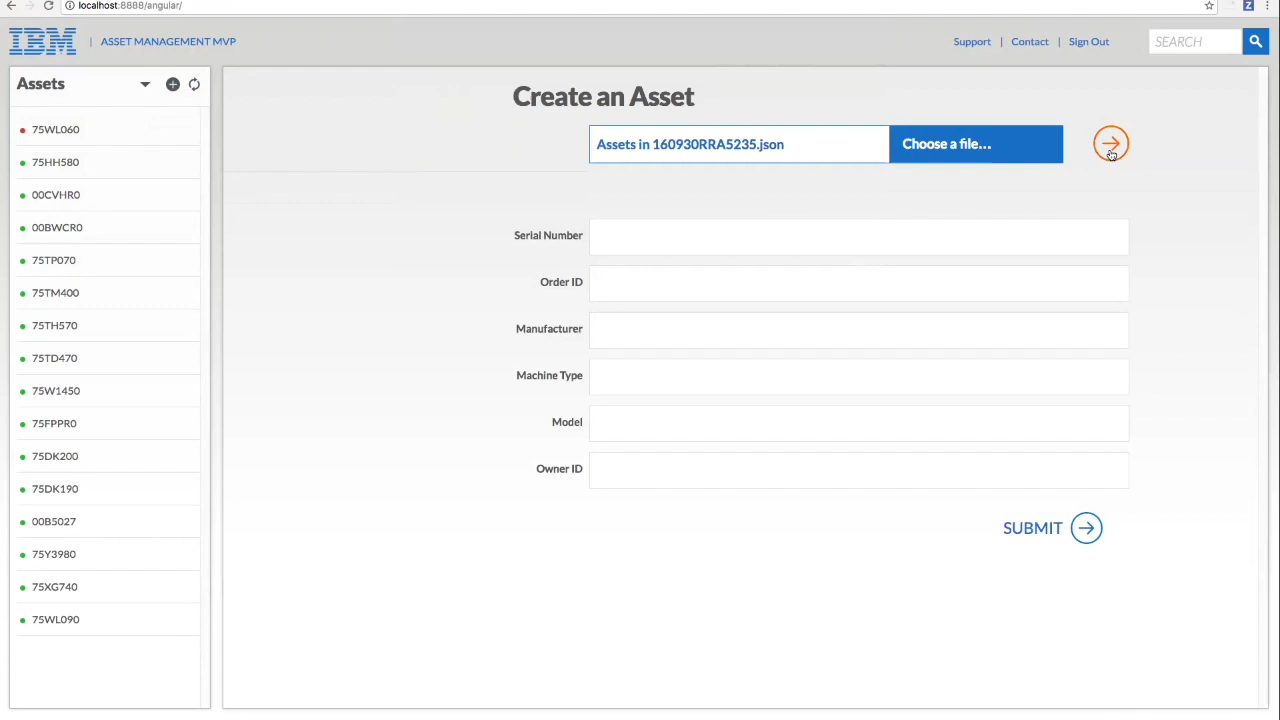 localhost:8888/angular/
Z
IBM | ASSET MANAGEMENT MVP
Support | Contact | Sign Out
SEARCH
Assets
75WL060
75HH580
00CVHR0
00BWCR0
75TP070
75TM400
75TH570
75TD470
75W1450
75FPPR0
75DK200
75DK190
00B5027
75Y3980
75XG740
75WL090
Create an Asset
Assets in 160930RRA5235.json
Choose a file...
Serial Number
Order ID
Manufacturer
Machine Type
Model
Owner ID
SUBMIT